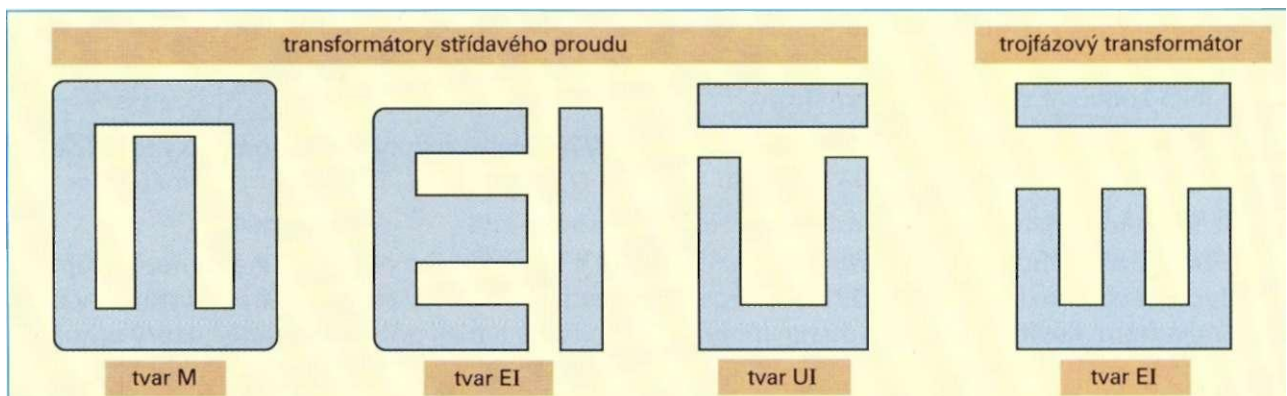 transformátory střídavého proudu
trojfázový transformátor
tvar M
tvar EI
tvar UI
tvar EI